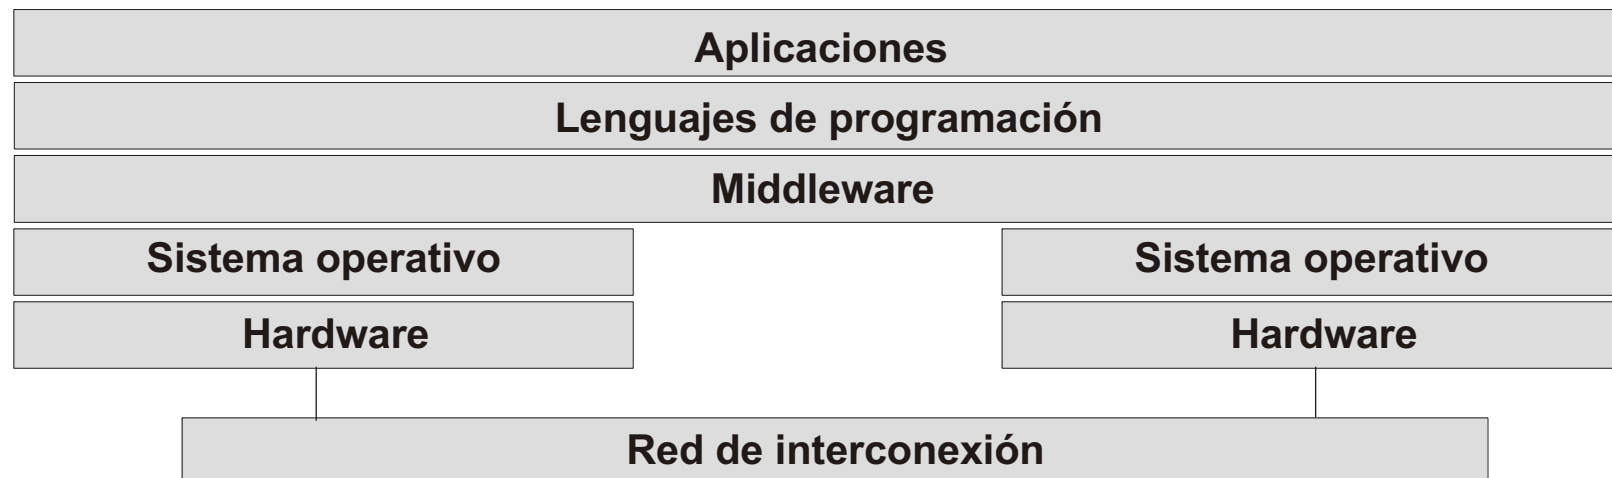 Aplicaciones
Lenguajes de programación
Middleware
Sistema operativo
Sistema operativo
Hardware
Hardware
Red de interconexión